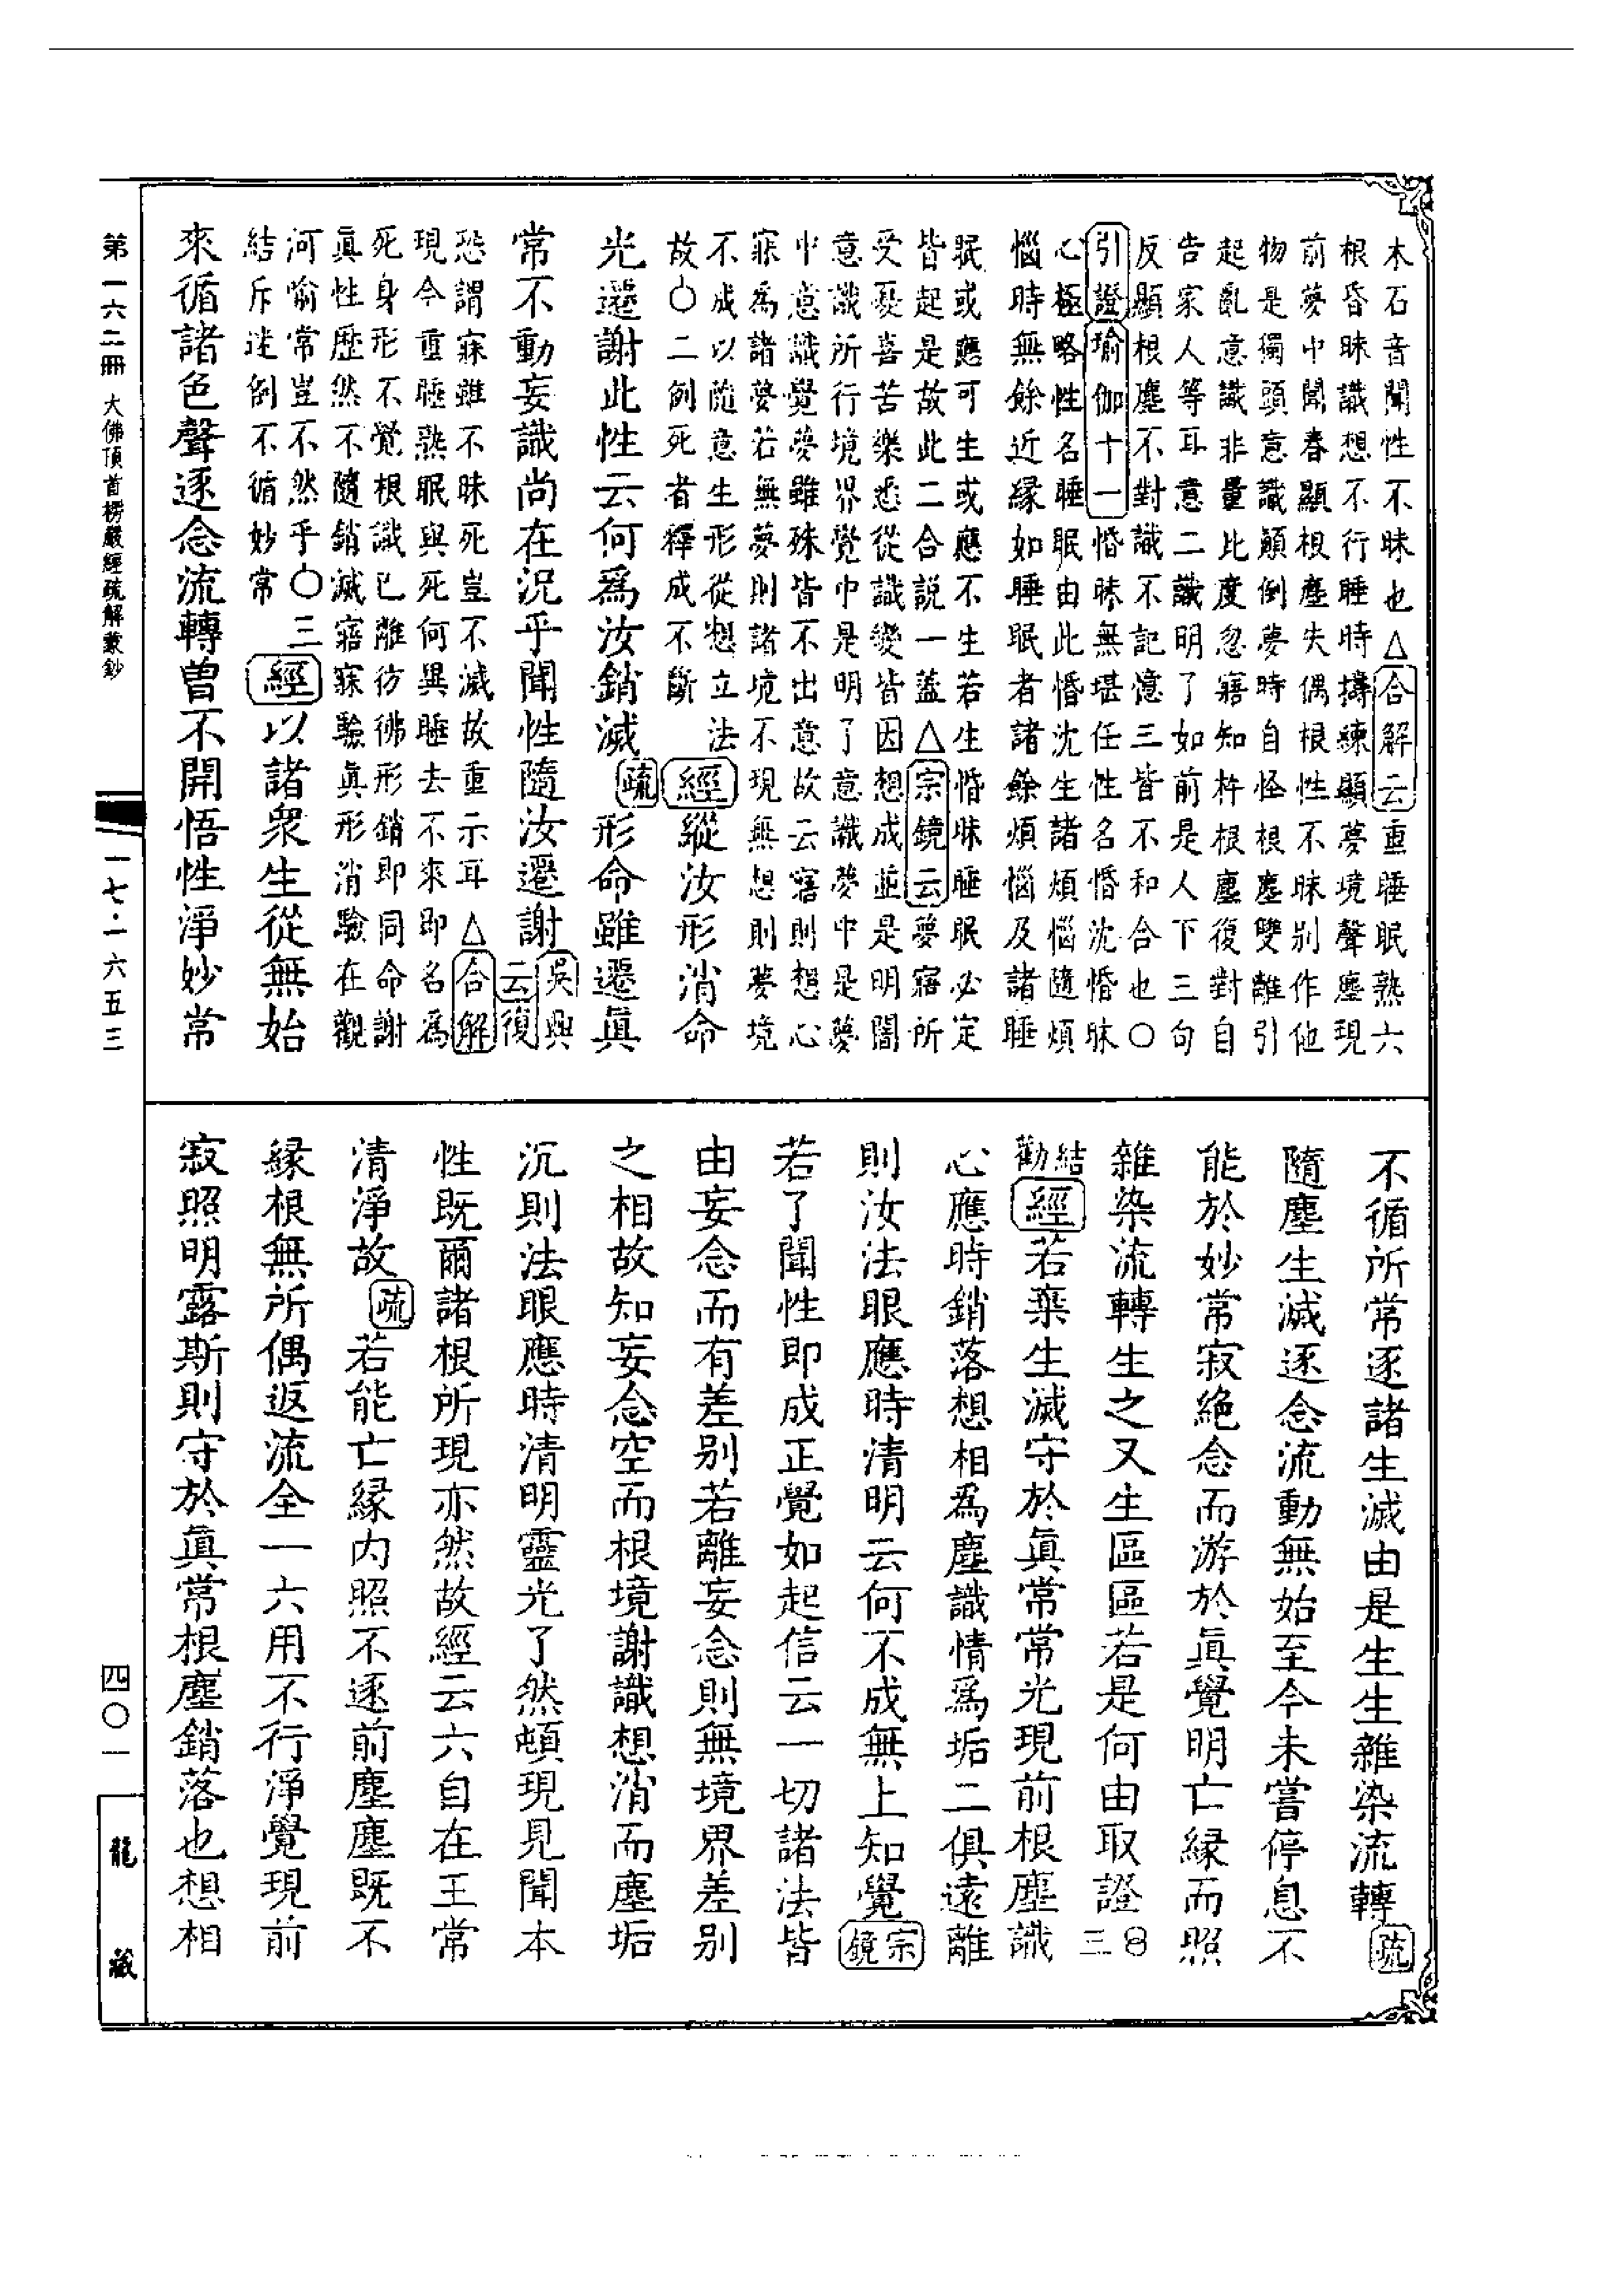 木石音聞性不昧也△合解云重睡眠熟六
根昏昧識想不行睡時擣練顯夢境聲塵現
前夢中聞舂顯根塵失偶根性不昧別作他
物是獨頭意識顛倒夢時自怪根塵雙離引
起亂意識非量比度忽寤知杵根塵復對自
告家人等耳意二識明了如前是人下三句
反顯根塵不對識不記憶三皆不和合也○
引證瑜伽十一惛昧無堪任性名惛沈惛昧
心極略性名睡眠由此惛沈生諸煩惱隨煩
惱時無餘近緣如睡眠者諸餘煩惱及諸睡
眠或應可生或應不生若生惛昧睡眠必定
皆起是故此二合說一蓋△宗鏡云夢寤所
受憂喜苦樂悉從識變皆因想成並是明闇
意識所行境界覺中是明了意識夢中是夢
中意識覺夢雖殊皆不出意故云寤則想心
寐為諸夢若無夢則諸境不現無想則夢境
不成以隨意生形從想立法
故○二例死者釋成不斷
經縱汝形消命
光遷謝此性云何為汝銷滅疏形命雖遷真
常不動妄識尚在況乎聞性隨汝遷謝吳興云復
恐謂寐雖不昧死豈不滅故重示耳△合解
現今重睡熟眠與死何異睡去不來即名為
死身形不覺根識已離彷彿形銷即同命謝
真性歷然不隨銷滅寤寐驗真形消驗在觀
河喻常豈不然乎○三
結斥迷倒不循妙常
經以諸眾生從無始
來循諸色聲逐念流轉曾不開悟性淨妙常
不循所常逐諸生滅由是生生雜染流轉疏
隨塵生滅逐念流動無始至今未嘗停息不
能於妙常寂絶念而游於真覺明亡緣而照
雜染流轉生之又生區區若是何由取證○三
結勸經若棄生滅守於真常常光現前根塵識
心應時銷落想相為塵識情為垢二俱遠離
則汝法眼應時清明云何不成無上知覺宗鏡
若了聞性即成正覺如起信云一切諸法皆
由妄念而有差別若離妄念則無境界差別
之相故知妄念空而根境謝識想消而塵垢
沉則法眼應時清明靈光了然頓現見聞本
性既爾諸根所現亦然故經云六自在王常
清淨故疏若能亡緣內照不逐前塵塵既不
緣根無所偶返流全一六用不行淨覺現前
寂照明露斯則守於真常根塵銷落也想相
第一六二冊 大佛頂首楞嚴經疏解蒙鈔
一七·六五三
四〇一
龍藏